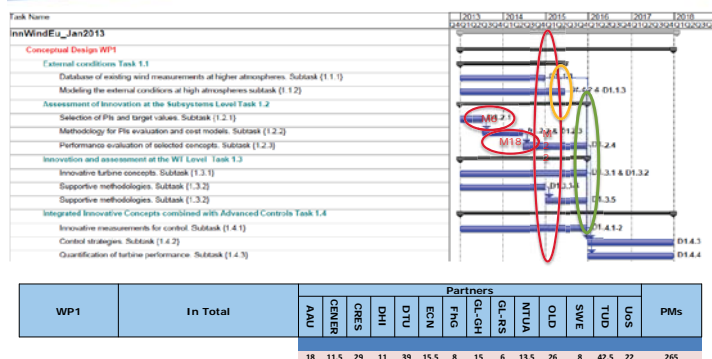 Task Name 2013 2014 2015 2016 2017 2018
InnWindEu_Jan2013
Conceptual Design WP1
External conditions Task 1.1
Database of existing wind measurements at higher atmospheres. Subtask (1.1.1)
Modeling the external conditions at high atmospheres subtask (1.1.2) D1.1.3
Assessment of Innovation at the Subsystems Level Task 1.2
Selection of PIs and target values. Subtask (1.2.1)
Methodology for PIs evaluation and cost models. Subtask (1.2.2)
Performance evaluation of selected concepts. Subtask (1.2.3) M18
Innovation and assessment at the WT Level Task 1.3
Innovative turbine concepts. Subtask (1.3.1) & D1.3.2
Supportive methodologies. Subtask (1.3.2)
Supportive methodologies. Subtask (1.3.2) D1.3.5
Integrated Innovative Concepts combined with Advanced Controls Task 1.4
Innovative measurements for control. Subtask (1.4.1) D1.4.1-2
Control strategies. Subtask (1.4.2) D1.4.3
Quantification of turbine performance. Subtask (1.4.3) D1.4.4
Partners
WP1 In Total AAU CENER CRES DHI DTU ECN FhG GL-GH GL-RS NTUA OLD SWE TUD UoS PMs
18 11.5 29 11 39 15.5 8 15 6 13.5 26 8 42.5 22 265